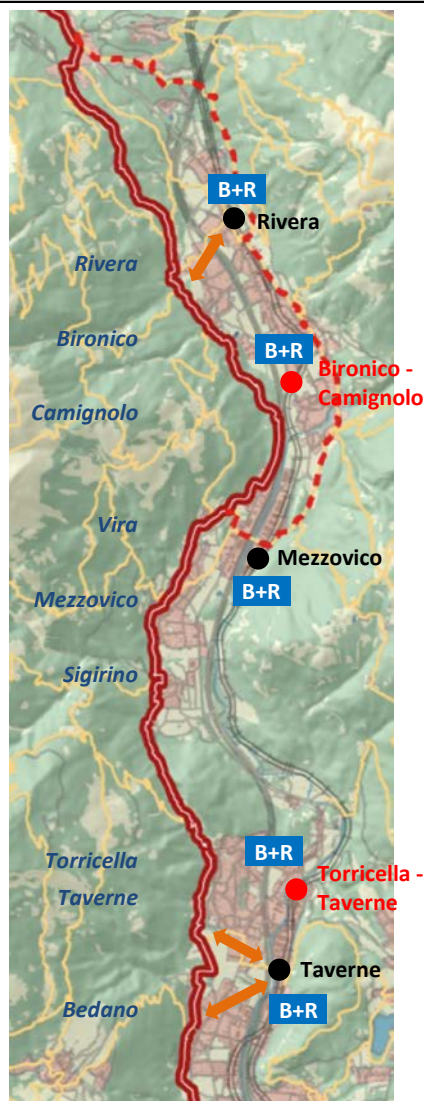 B+R
Rivera
Rivera
Bironico
B+R
Bironico -
Camignolo
Camignolo
Vira
Mezzovico
B+R
Mezzovico
Sigirino
B+R
Torricella
Torricella -
Taverne
Taverne
Taverne
B+R
Bedano